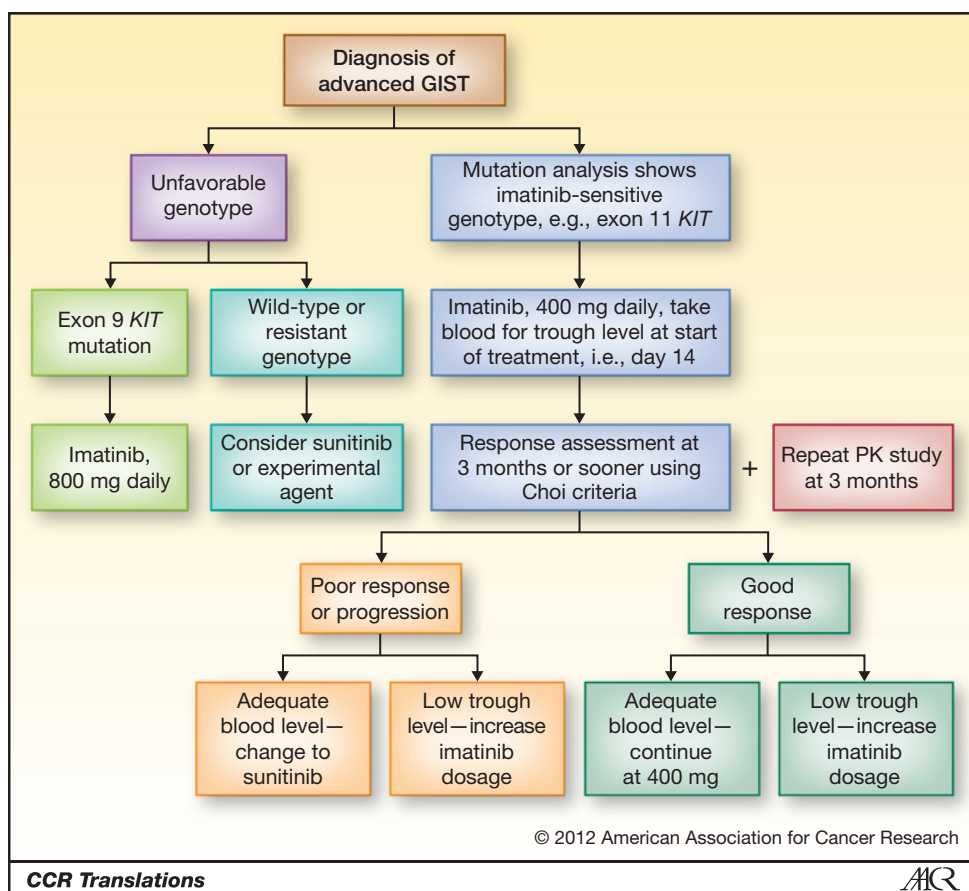 Diagnosis of
advanced GIST
Unfavorable
genotype
Mutation analysis shows
imatinib-sensitive
genotype, e.g., exon 11 KIT
Exon 9 KIT
mutation
Wild-type or
resistant
genotype
Imatinib, 400 mg daily, take
blood for trough level at start
of treatment, i.e., day 14
Imatinib,
800 mg daily
Consider sunitinib
or experimental
agent
Response assessment at
3 months or sooner using
Choi criteria
+
Repeat PK study
at 3 months
Poor response
or progression
Good
response
Adequate
blood level—
change to
sunitinib
Low trough
level—increase
imatinib
dosage
Adequate
blood level—
continue
at 400 mg
Low trough
level—increase
imatinib
dosage
© 2012 American Association for Cancer Research
CCR Translations
AACR